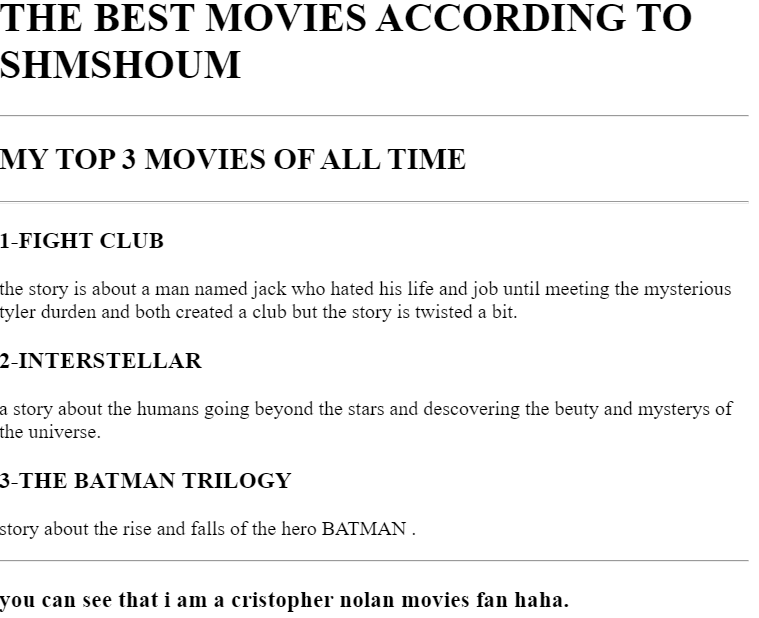 THE BEST MOVIES ACCORDING TO
SHMSHOUM
MY TOP 3 MOVIES OF ALL TIME
1-FIGHT CLUB
the story is about a man named jack who hated his life and job until meeting the mysterious
tyler durden and both created a club but the story is twisted a bit.
2-INTERSTELLAR
a story about the humans going beyond the stars and descovering the beuty and mysterys of
the universe.
3-THE BATMAN TRILOGY
story about the rise and falls of the hero BATMAN .
you can see that i am a cristopher nolan movies fan haha.